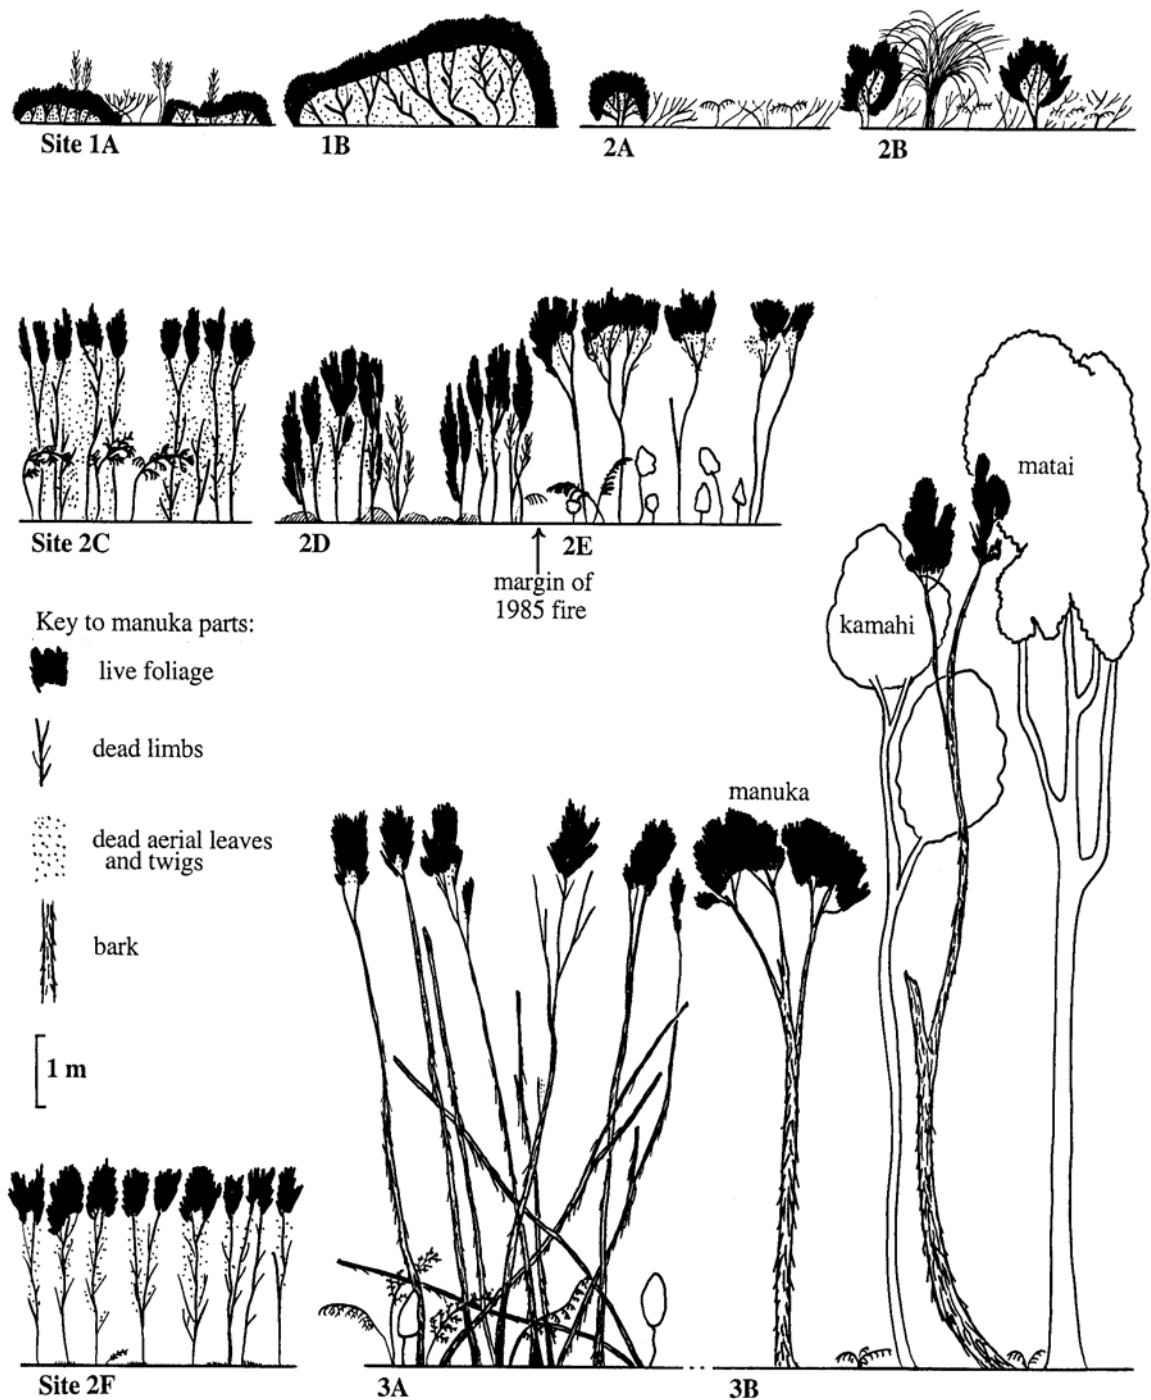 Site 1A
1B
2A
2B
Site 2C
2D
2E
margin of
1985 fire
matai
kamahi
Key to manuka parts:
live foliage
dead limbs
dead aerial leaves
and twigs
bark
1 m
manuka
Site 2F
3A
3B